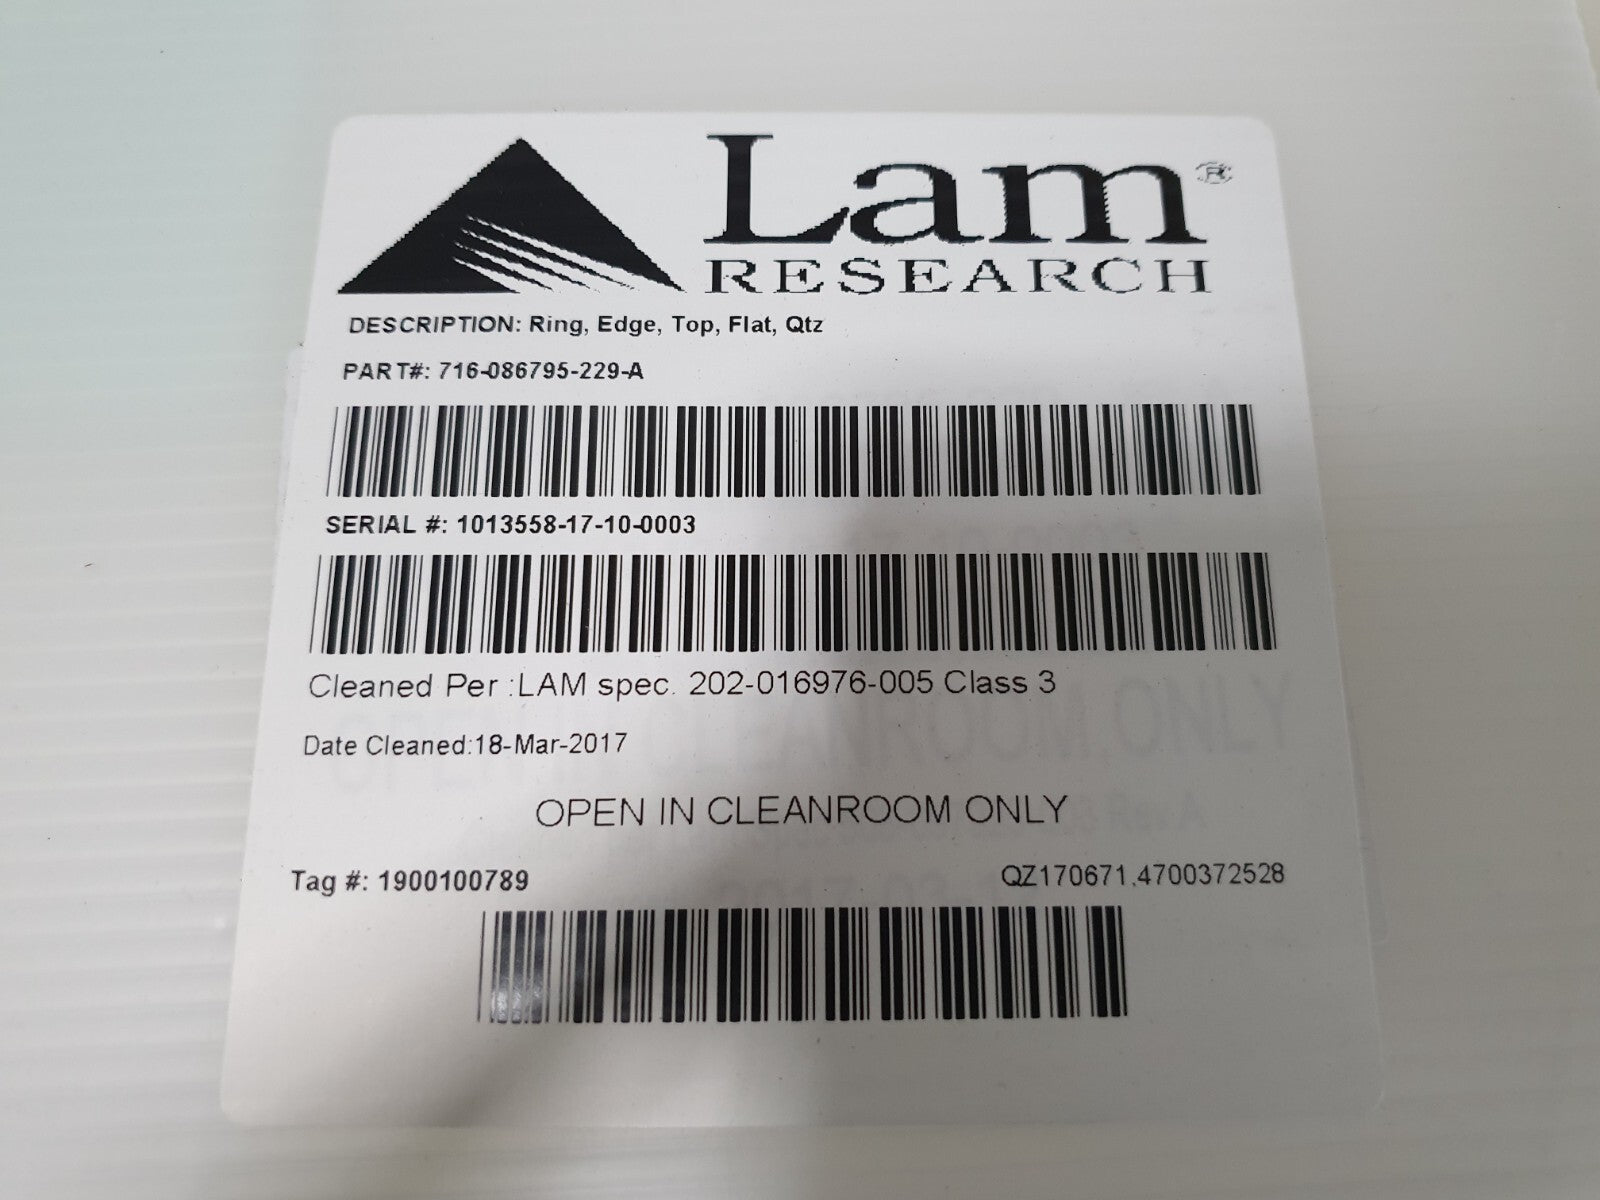 Lam®
RESEARCH
DESCRIPTION: Ring, Edge, Top, Flat, Qtz
PART#: 716-086795-229-A
SERIAL #: 1013558-17-10-0003
Cleaned Per :LAM spec. 202-016976-005 Class 3
Date Cleaned:18-Mar-2017
OPEN IN CLEANROOM ONLY
Tag #: 1900100789
QZ170671,4700372528